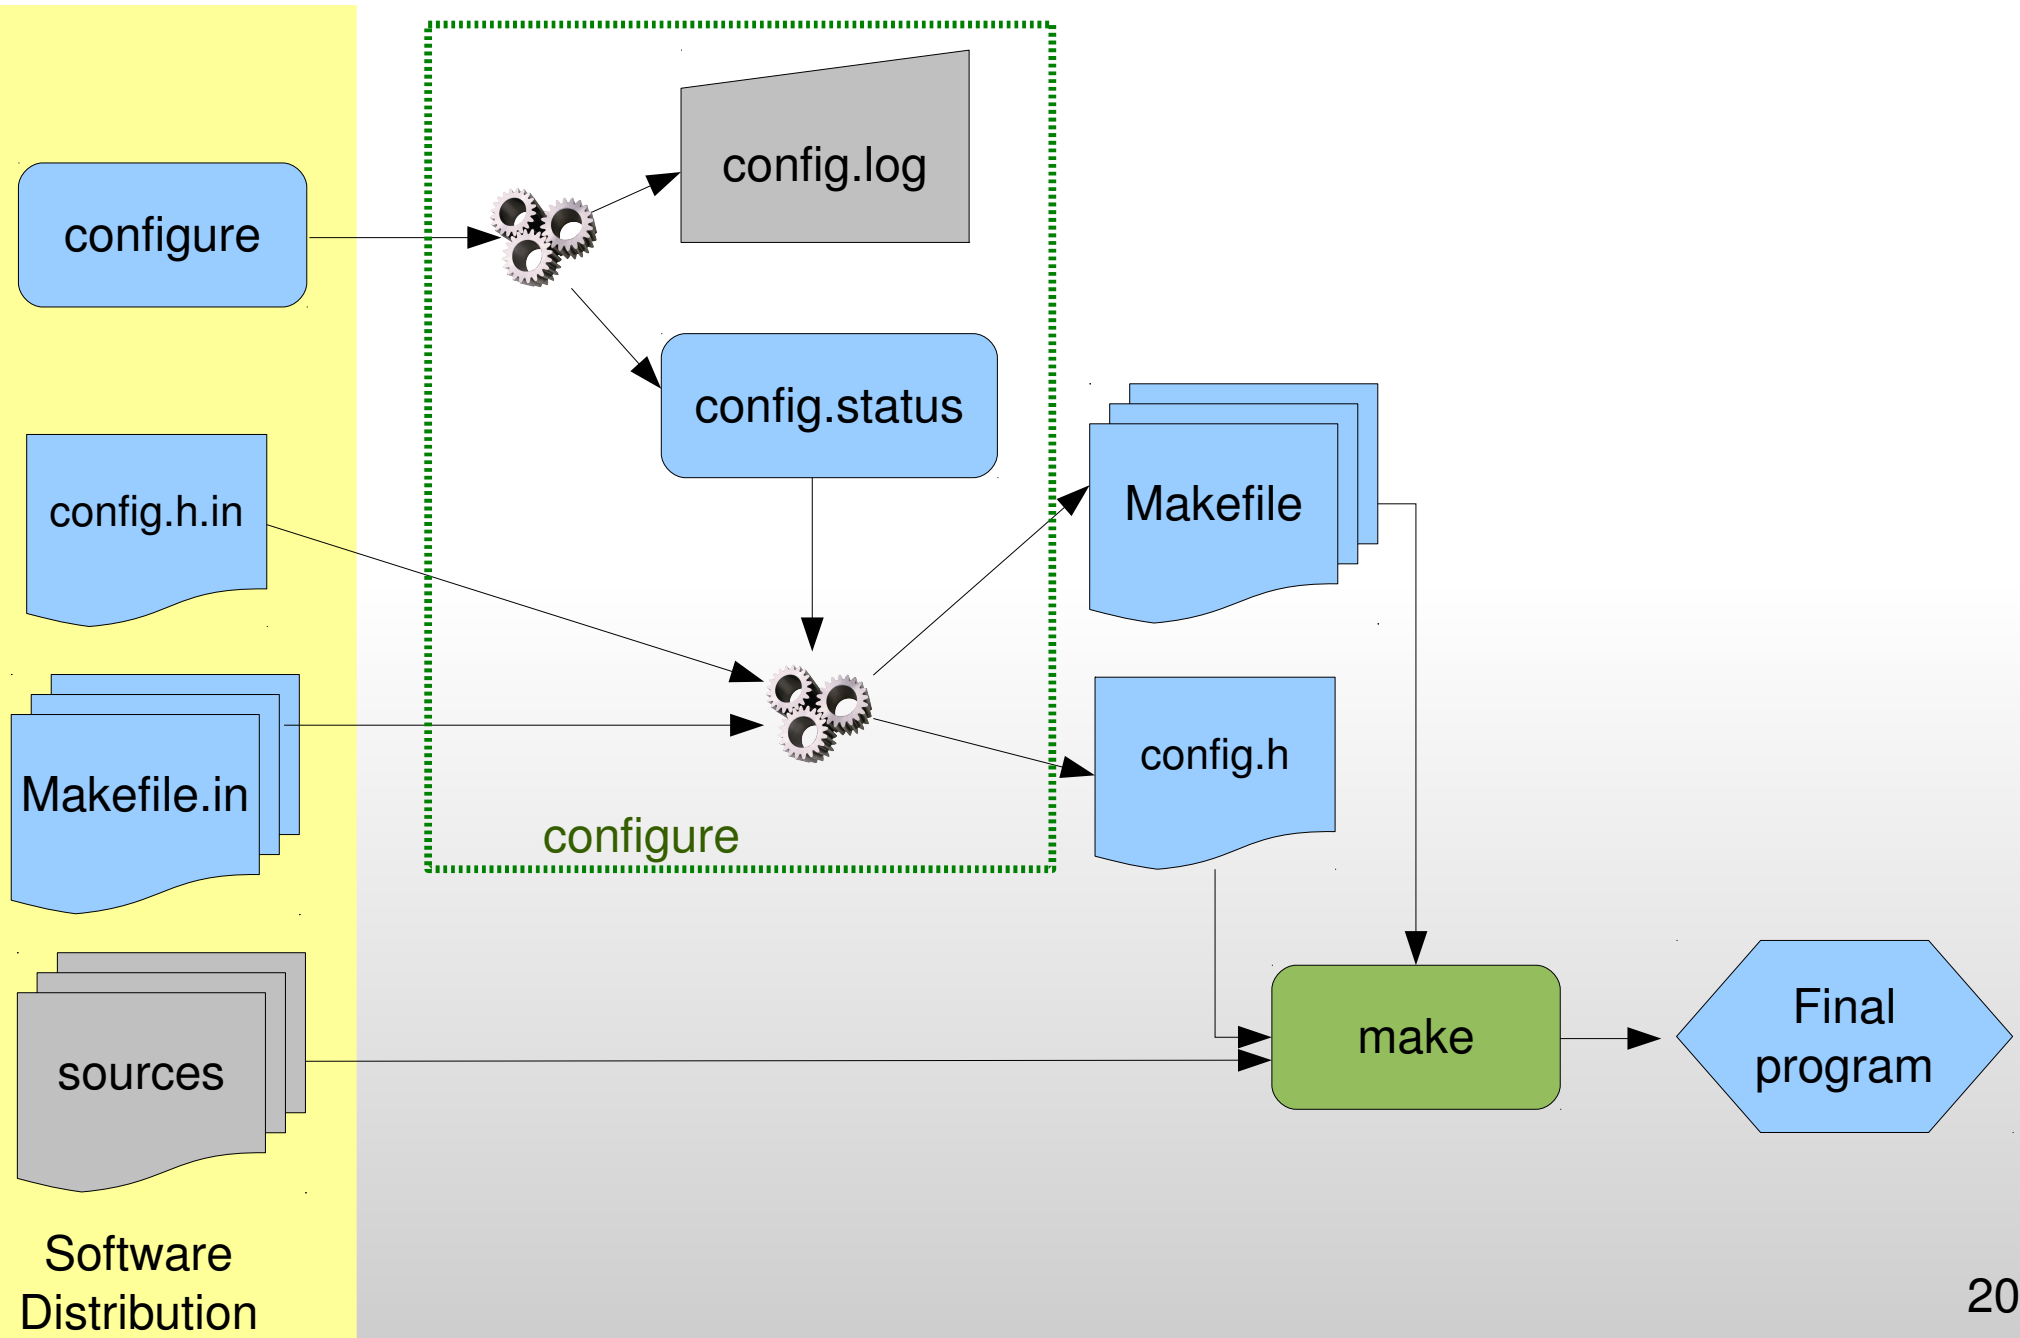 config.log
configure
config.status
config.h.in
Makefile
config.h
Makefile.in
configure
Final
program
make
sources
Software
Distribution
20